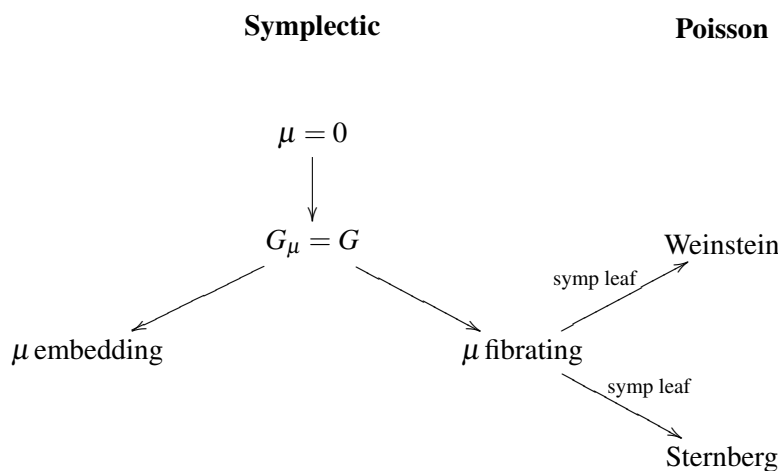 Symplectic Poisson
μ = 0
G_μ = G
Weinstein
symp leaf
μ embedding μ fibrating
symp leaf
Sternberg